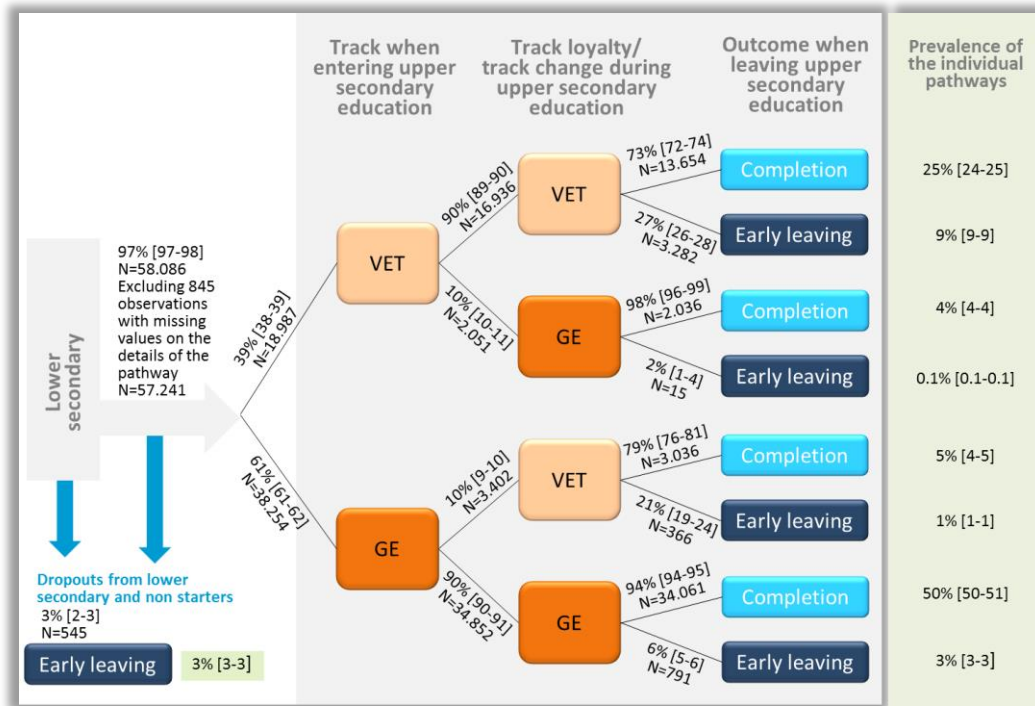 Track when
entering upper
secondary
education
Track loyalty/
track change during
upper secondary
education
Outcome when
leaving upper
secondary
education
Prevalence of
the individual
pathways
Lower
secondary
97% [97-98]
N=58.086
Excluding 845
observations
with missing
values on the
details of the
pathway
N=57.241
39% [38-39]
N=18.987
VET
90% [89-90]
N=16.936
VET
73% [72-74]
N=13.654
Completion
25% [24-25]
27% [26-28]
N=3.282
Early leaving
9% [9-9]
10% [10-11]
N=2.051
GE
98% [96-99]
N=2.036
Completion
4% [4-4]
2% [1-4]
N=15
Early leaving
0.1% [0.1-0.1]
61% [61-62]
N=38.254
GE
10% [9-10]
N=3.402
VET
79% [76-81]
N=3.036
Completion
5% [4-5]
21% [19-24]
N=366
Early leaving
1% [1-1]
90% [90-91]
N=34.852
GE
94% [94-95]
N=34.061
Completion
50% [50-51]
6% [5-6]
N=791
Early leaving
3% [3-3]
Dropouts from lower
secondary and non starters
3% [2-3]
N=545
Early leaving
3% [3-3]